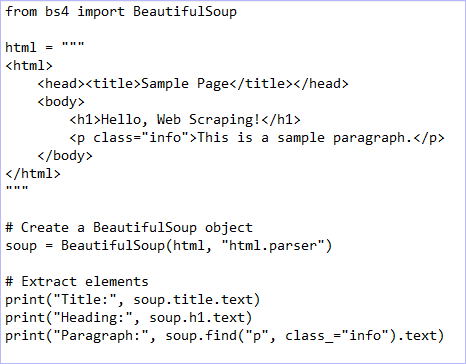 from bs4 import BeautifulSoup

html = """
<html>
    <head><title>Sample Page</title></head>
    <body>
        <h1>Hello, Web Scraping!</h1>
        <p class="info">This is a sample paragraph.</p>
    </body>
</html>
"""

# Create a BeautifulSoup object
soup = BeautifulSoup(html, "html.parser")

# Extract elements
print("Title:", soup.title.text)
print("Heading:", soup.h1.text)
print("Paragraph:", soup.find("p", class_="info").text)